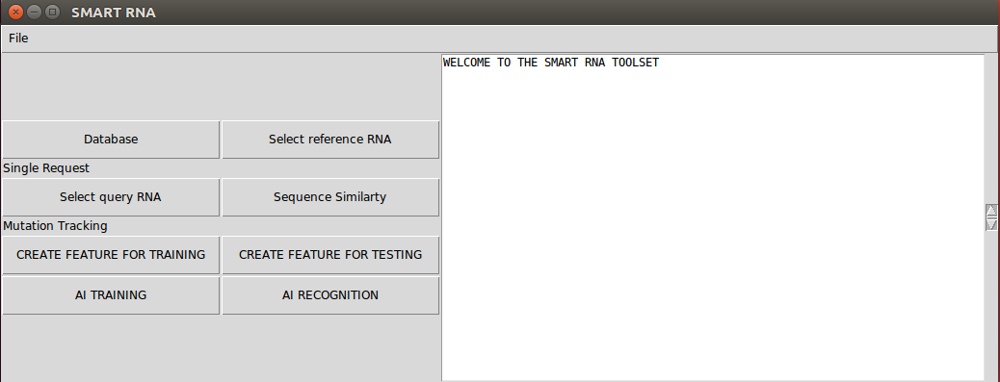 SMART RNA
File
WELCOME TO THE SMART RNA TOOLSET
Database
Select reference RNA
Single Request
Select query RNA
Sequence Similarty
Mutation Tracking
CREATE FEATURE FOR TRAINING
CREATE FEATURE FOR TESTING
AI TRAINING
AI RECOGNITION